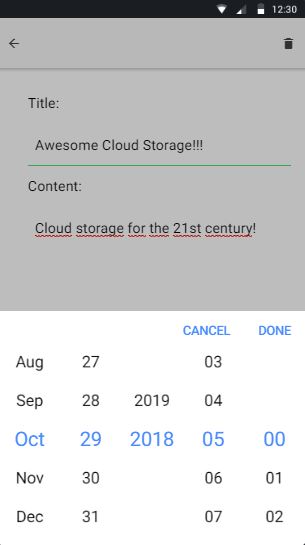 12:30
Title:
Awesome Cloud Storage!!!
Content:
Cloud storage for the 21st century!
CANCEL DONE
Aug 27 03
Sep 28 2019 04
Oct 29 2018 05 00
Nov 30 06 01
Dec 31 07 02